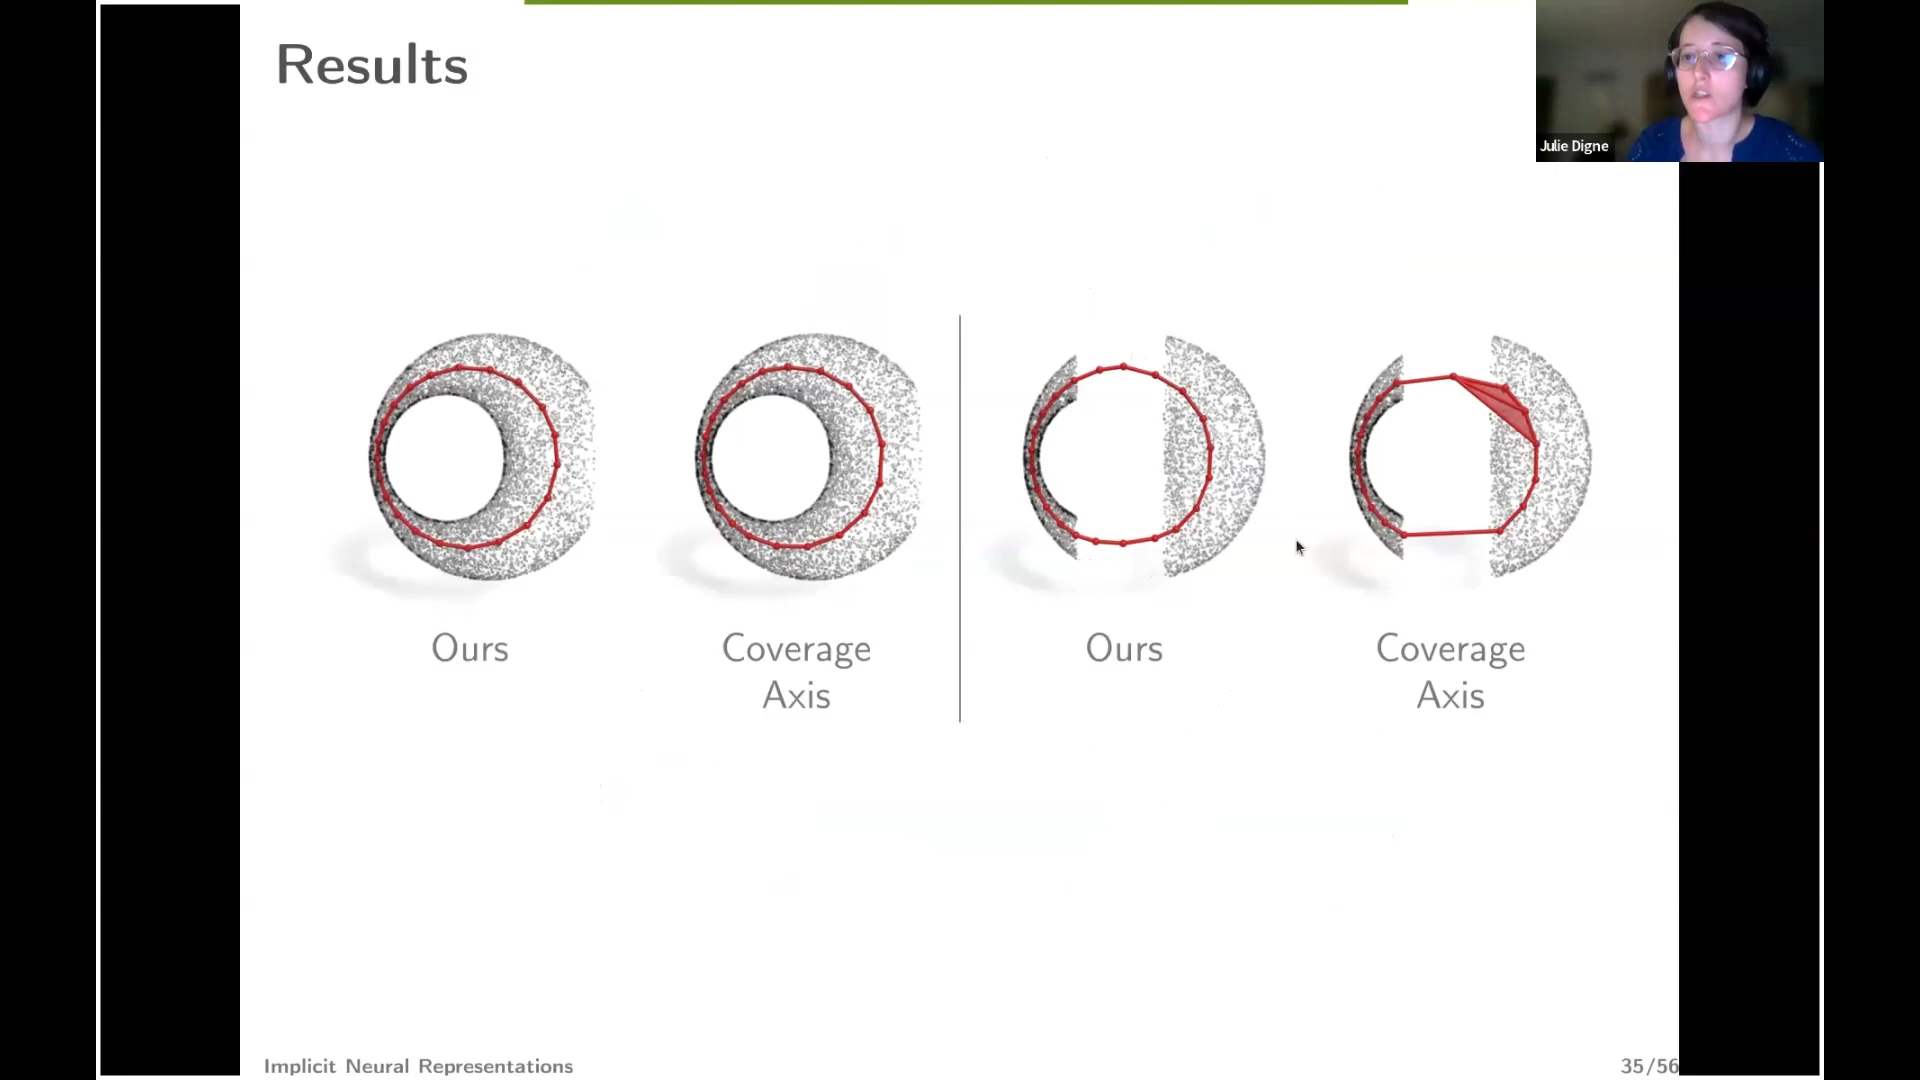 Results
Julie Digne
Ours
Coverage
Axis
Ours
Coverage
Axis
Implicit Neural Representations
35/56